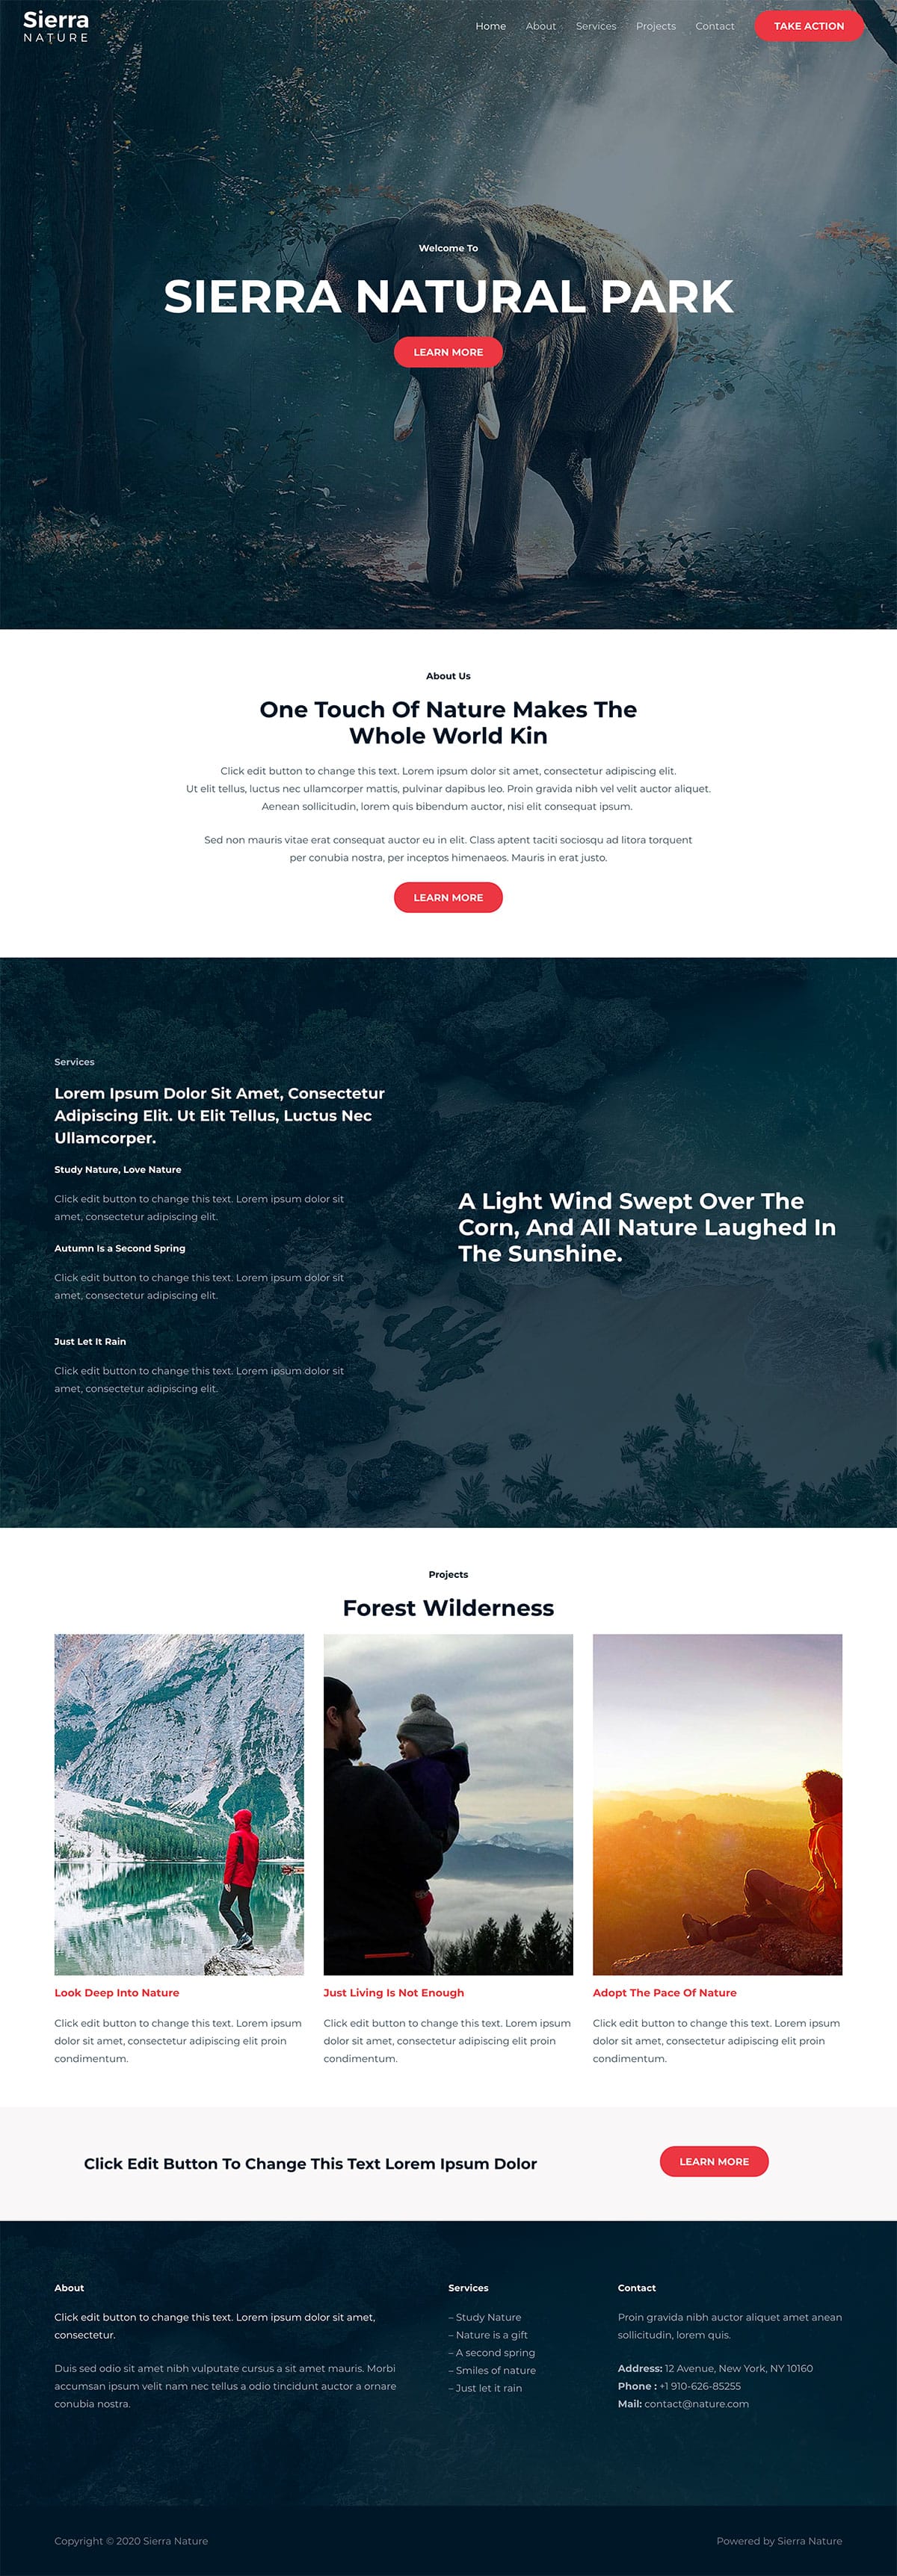 Sierra
NATURE
Home About Services Projects Contact TAKE ACTION
Welcome To
SIERRA NATURAL PARK
LEARN MORE
About Us
One Touch Of Nature Makes The
Whole World Kin
Click edit button to change this text. Lorem ipsum dolor sit amet, consectetur adipiscing elit.
Ut elit tellus, luctus nec ullamcorper mattis, pulvinar dapibus leo. Proin gravida nibh vel velit auctor aliquet.
Aenean sollicitudin, lorem quis bibendum auctor, nisi elit consequat ipsum.
Sed non mauris vitae erat consequat auctor eu in elit. Class aptent taciti sociosqu ad litora torquent
per conubia nostra, per inceptos himenaeos. Mauris in erat justo.
LEARN MORE
Services
Lorem Ipsum Dolor Sit Amet, Consectetur
Adipiscing Elit. Ut Elit Tellus, Luctus Nec
Ullamcorper.
Study Nature, Love Nature
Click edit button to change this text. Lorem ipsum dolor sit
amet, consectetur adipiscing elit.
Autumn Is a Second Spring
Click edit button to change this text. Lorem ipsum dolor sit
amet, consectetur adipiscing elit.
Just Let It Rain
Click edit button to change this text. Lorem ipsum dolor sit
amet, consectetur adipiscing elit.
A Light Wind Swept Over The
Corn, And All Nature Laughed In
The Sunshine.
Projects
Forest Wilderness
Look Deep Into Nature
Click edit button to change this text. Lorem ipsum
dolor sit amet, consectetur adipiscing elit proin
condimentum.
Just Living Is Not Enough
Click edit button to change this text. Lorem ipsum
dolor sit amet, consectetur adipiscing elit proin
condimentum.
Adopt The Pace Of Nature
Click edit button to change this text. Lorem ipsum
dolor sit amet, consectetur adipiscing elit proin
condimentum.
Click Edit Button To Change This Text Lorem Ipsum Dolor
LEARN MORE
About
Click edit button to change this text. Lorem ipsum dolor sit amet,
consectetur.
Duis sed odio sit amet nibh vulputate cursus a sit amet mauris. Morbi
accumsan ipsum velit nam nec tellus a odio tincidunt auctor a ornare
conubia nostra.
Services
– Study Nature
– Nature is a gift
– A second spring
– Smiles of nature
– Just let it rain
Contact
Proin gravida nibh auctor aliquet amet anean
sollicitudin, lorem quis.
Address: 12 Avenue, New York, NY 10160
Phone : +1 910-626-85255
Mail: contact@nature.com
Copyright © 2020 Sierra Nature
Powered by Sierra Nature